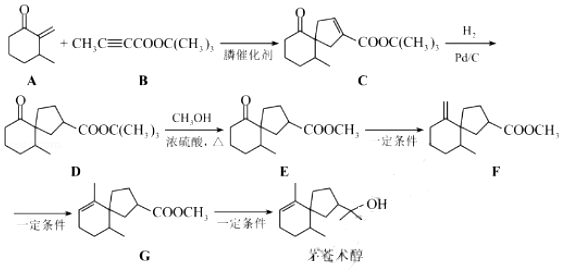 O
A
+ CH₃C≡CCOOC(CH₃)₃
B
膦催化剂
O
COOC(CH₃)₃
C
H₂
Pd/C
O
COOC(CH₃)₃
D
CH₃OH
浓硫酸,△
O
COOCH₃
E
一定条件
COOCH₃
F
一定条件
COOCH₃
G
一定条件
OH
茅苍术醇